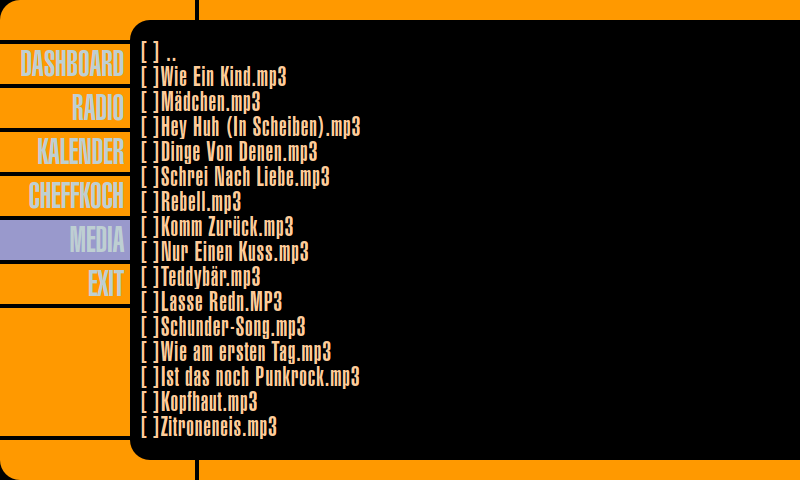 DASHBOARD
RADIO
KALENDER
CHEFFKOCH
MEDIA
EXIT
[ ] ..
[ ]Wie Ein Kind.mp3
[ ]Mädchen.mp3
[ ]Hey Huh (In Scheiben).mp3
[ ]Dinge Von Denen.mp3
[ ]Schrei Nach Liebe.mp3
[ ]Rebell.mp3
[ ]Komm Zurück.mp3
[ ]Nur Einen Kuss.mp3
[ ]Teddybär.mp3
[ ]Lasse Redn.MP3
[ ]Schunder-Song.mp3
[ ]Wie am ersten Tag.mp3
[ ]Ist das noch Punkrock.mp3
[ ]Kopfhaut.mp3
[ ]Zitroneneis.mp3